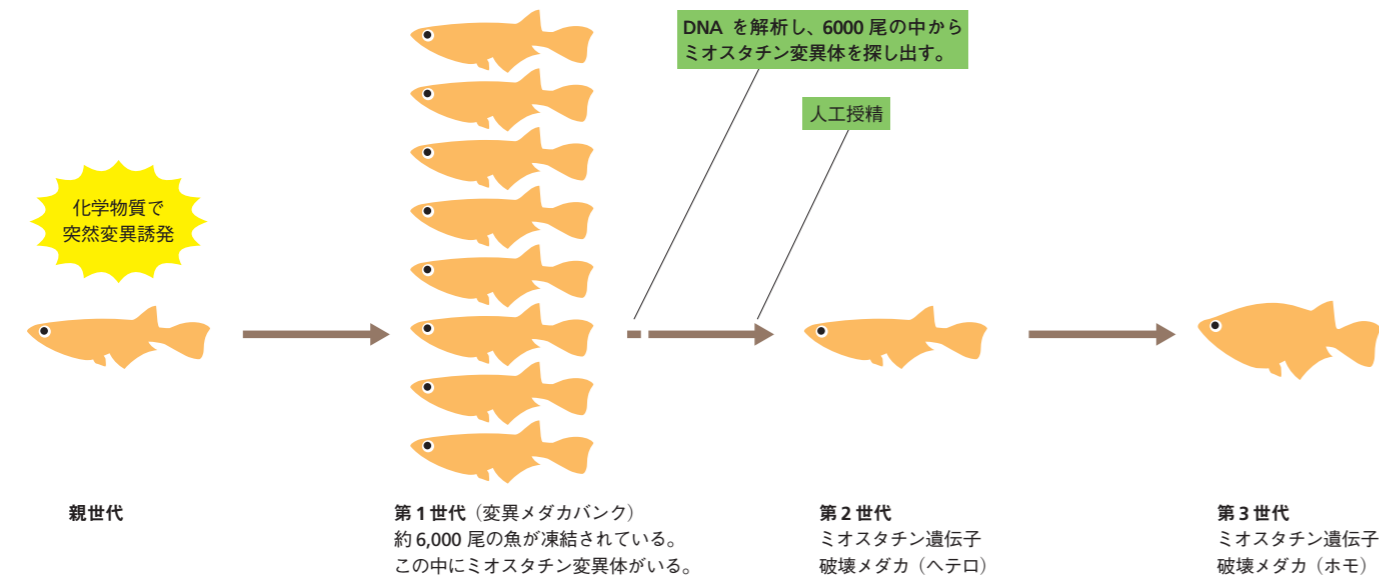 DNA を解析し、6000 尾の中から
ミオスタチン変異体を探し出す。
人工授精
化学物質で
突然変異誘発
親世代
第1世代（変異メダカバンク）
約6,000 尾の魚が凍結されている。
この中にミオスタチン変異体がいる。
第2世代
ミオスタチン遺伝子
破壊メダカ（ヘテロ）
第3世代
ミオスタチン遺伝子
破壊メダカ（ホモ）